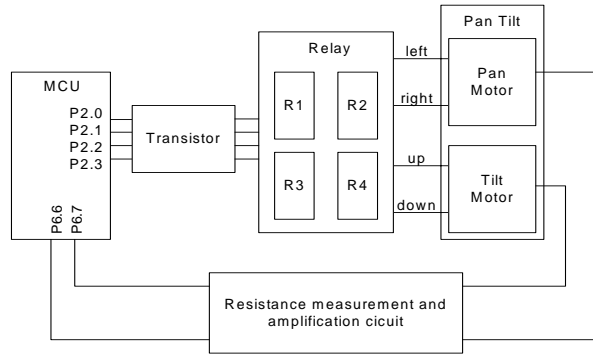 Pan Tilt
Relay
left
MCU
Pan
Motor
R1
R2
right
P2.0
P2.1
Transistor
P2.2
P2.3
up
Tilt
Motor
R3
R4
down
P6.6
P6.7
Resistance measurement and
amplification cicuit